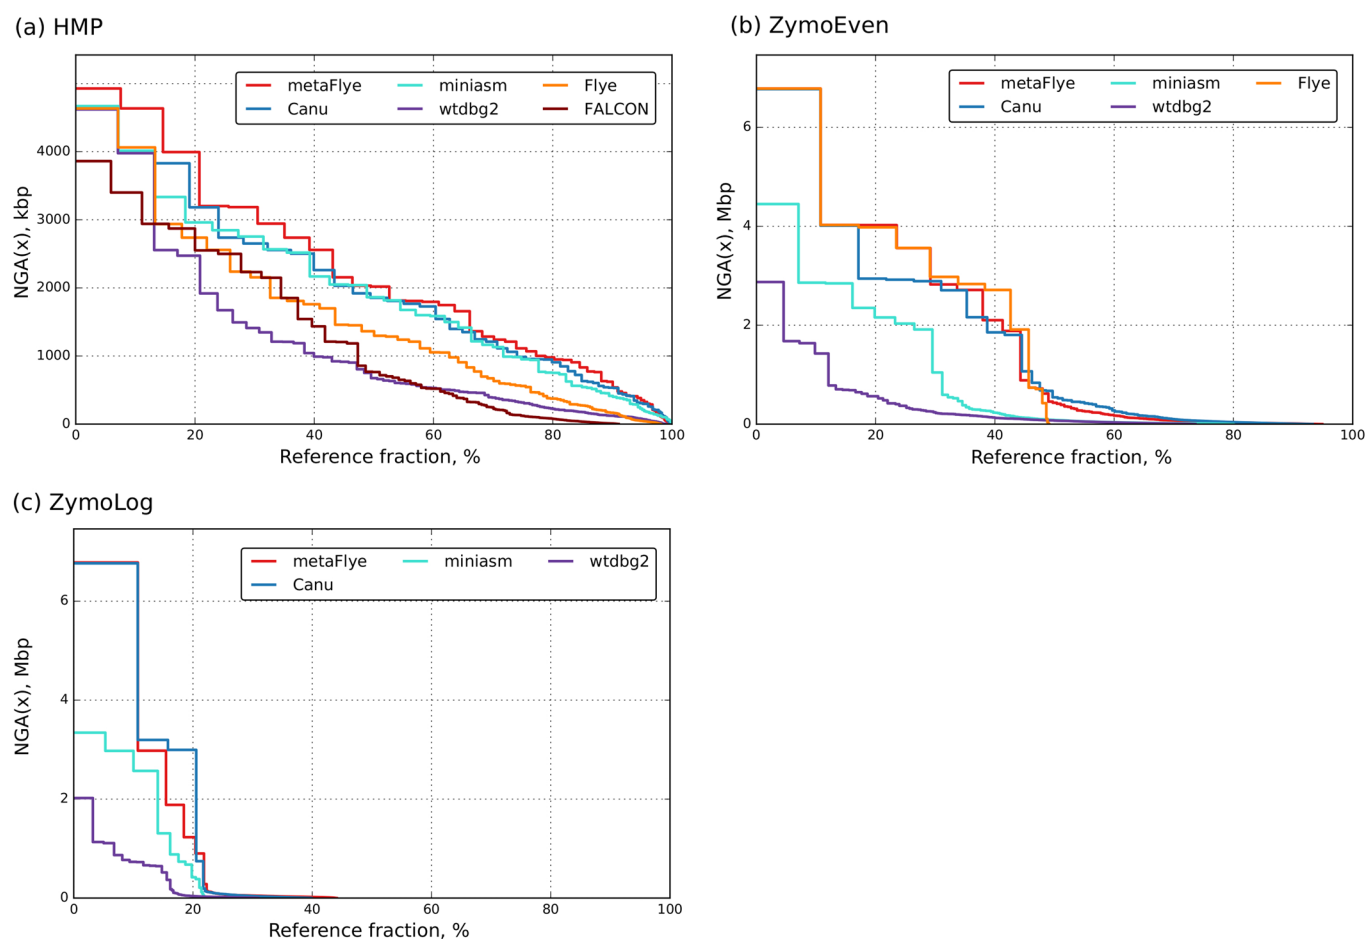 (a) HMP
metaFlye miniasm Flye
Canu wtdbg2 FALCON
NGA(x), kbp
4000
3000
2000
1000
0
0 20 40 60 80 100
Reference fraction, %
(b) ZymoEven
metaFlye miniasm Flye
Canu wtdbg2
NGA(x), Mbp
6
4
2
0
0 20 40 60 80 100
Reference fraction, %
(c) ZymoLog
metaFlye miniasm wtdbg2
Canu
NGA(x), Mbp
6
4
2
0
0 20 40 60 80 100
Reference fraction, %